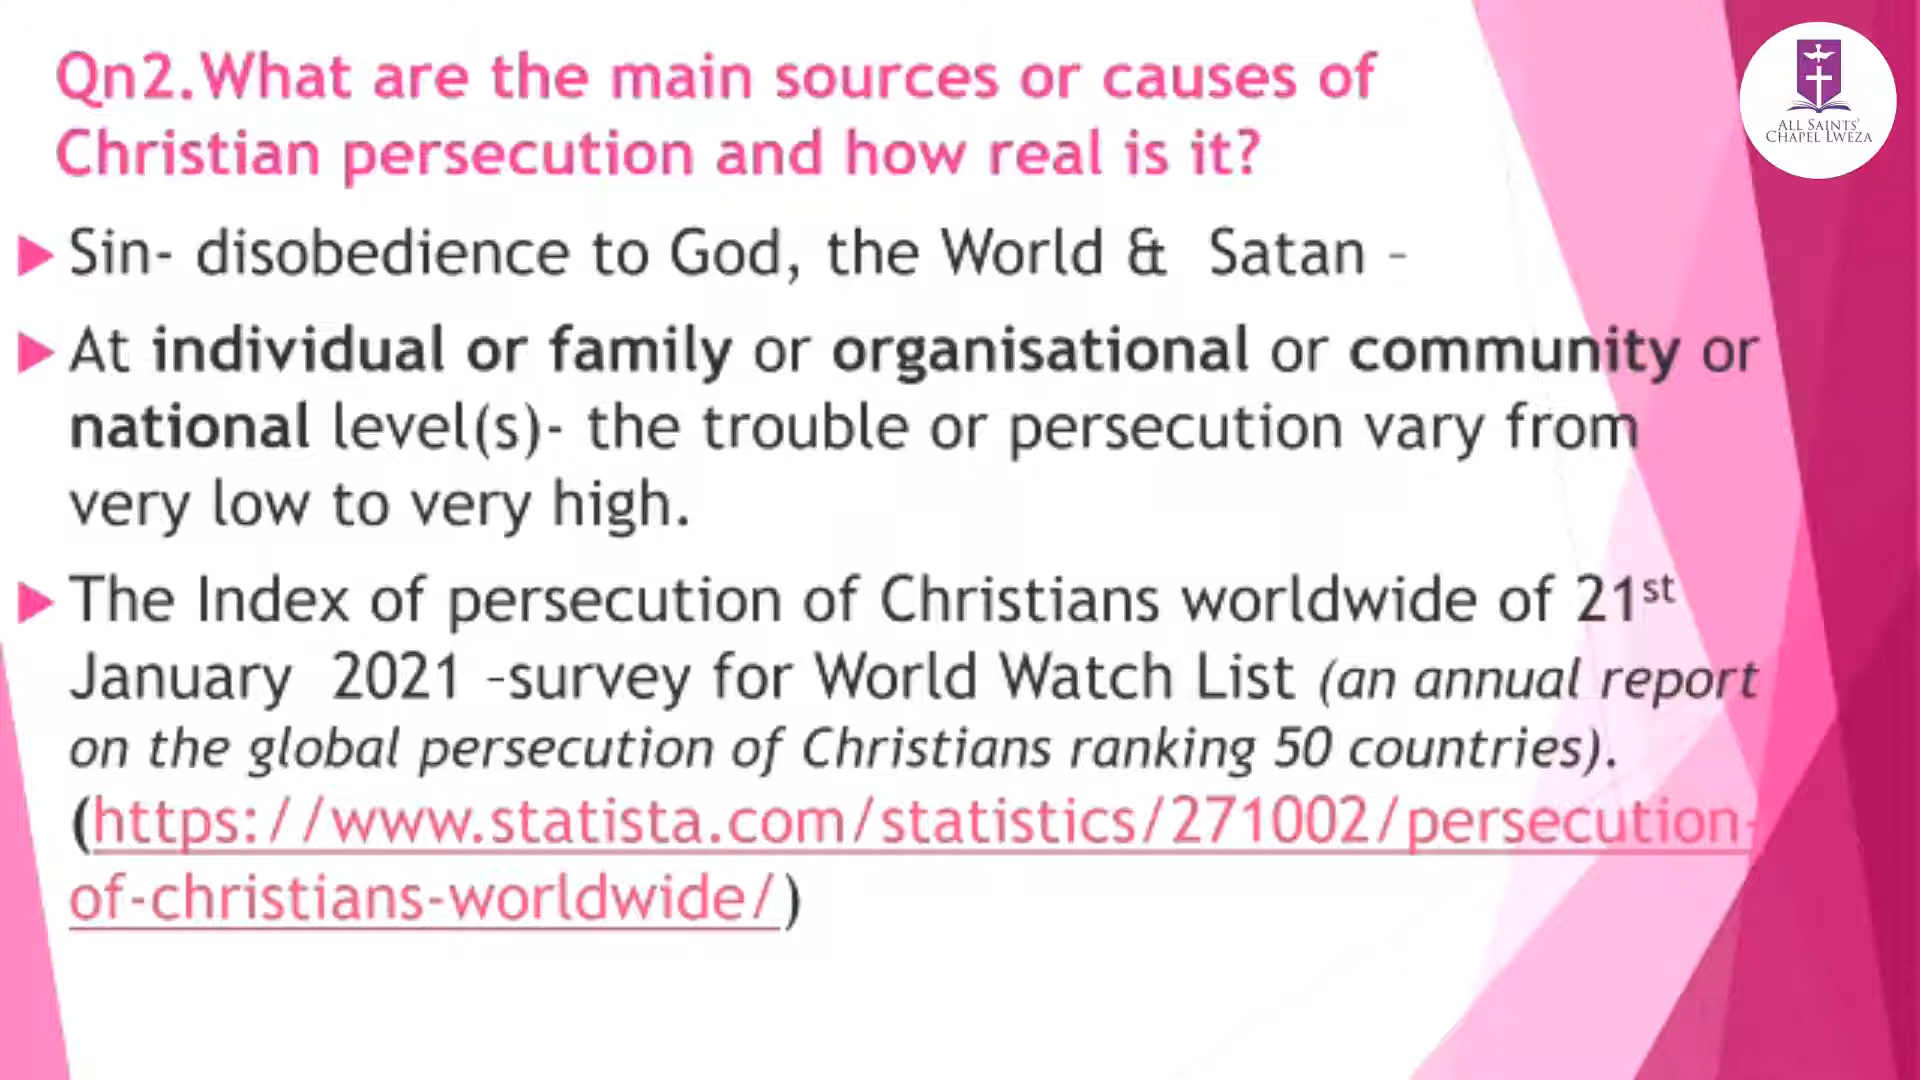 Qn2.What are the main sources or causes of
Christian persecution and how real is it?
Sin- disobedience to God, the World & Satan –
At individual or family or organisational or community or
national level(s)- the trouble or persecution vary from
very low to very high.
The Index of persecution of Christians worldwide of 21st
January 2021 –survey for World Watch List (an annual report
on the global persecution of Christians ranking 50 countries).
(https://www.statista.com/statistics/271002/persecution-
of-christians-worldwide/)
ALL SAINTS'
CHAPEL LWEZA